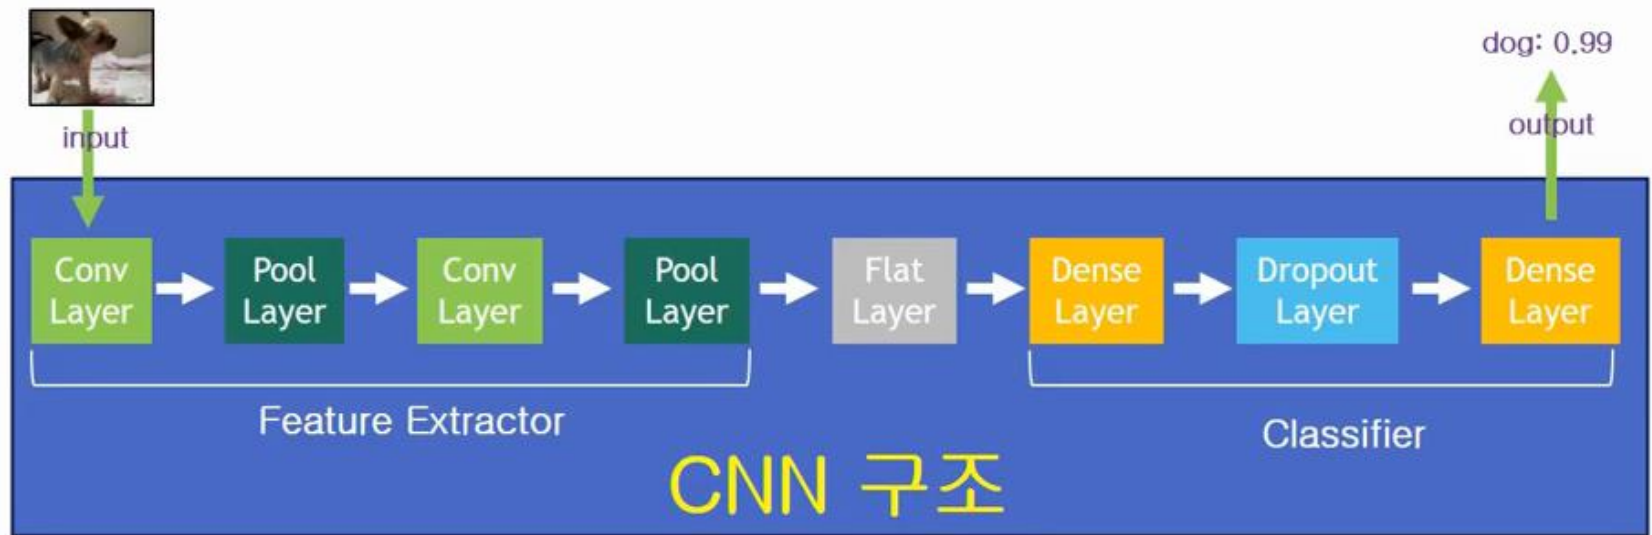 dog: 0.99
input
output
Conv
Layer
Pool
Layer
Conv
Layer
Pool
Layer
Flat
Layer
Dense
Layer
Dropout
Layer
Dense
Layer
Feature Extractor
Classifier
CNN 구조